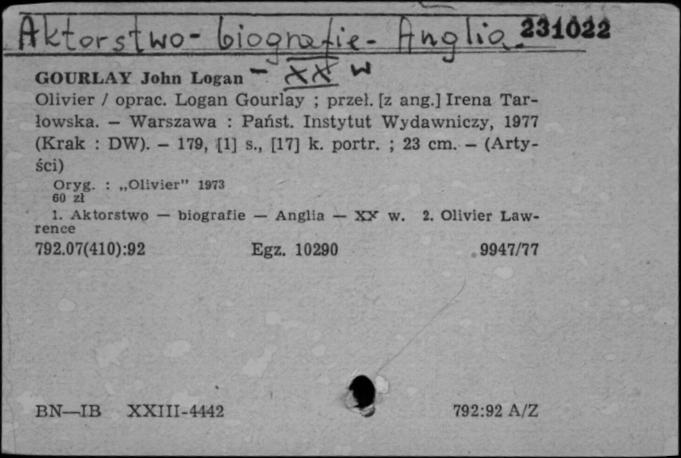 Aktorstwo - biografie - Anglia - 231022
GOURLAY John Logan - XX w
Olivier / oprac. Logan Gourlay ; przeł. [z ang.] Irena Tar-
łowska. — Warszawa : Państ. Instytut Wydawniczy, 1977
(Krak : DW). — 179, [1] s., [17] k. portr. ; 23 cm. — (Arty-
ści)
Oryg. : „Olivier" 1973
60 zł
1. Aktorstwo — biografie — Anglia — XX w. 2. Olivier Law-
rence
792.07(410):92 Egz. 10290 9947/77
BN—IB XXIII-4442 792:92 A/Z